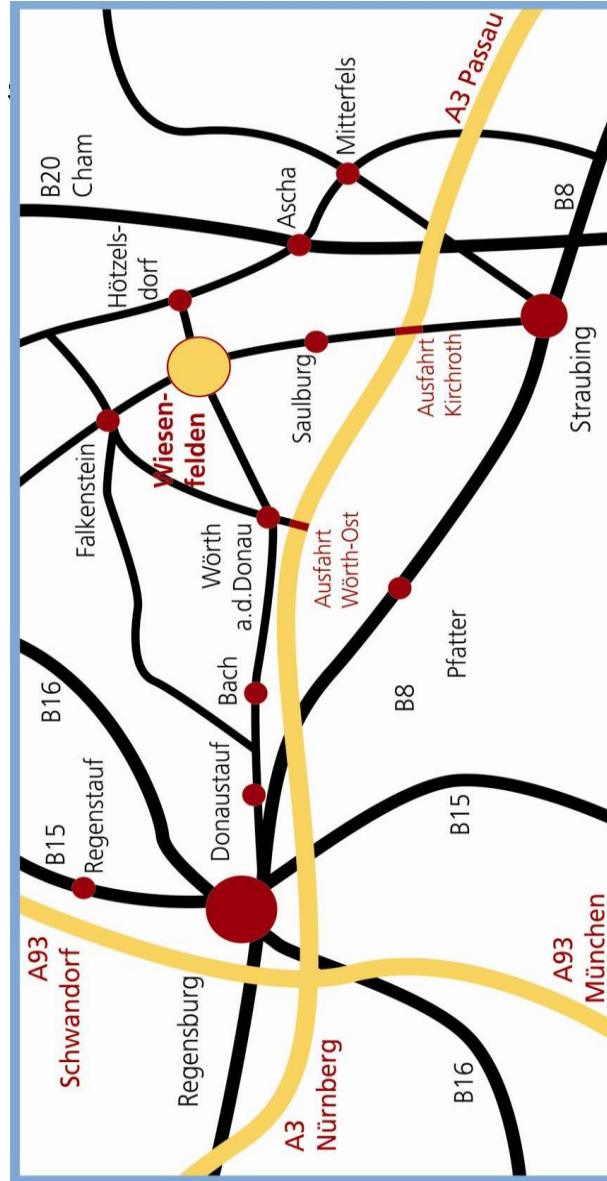 A93
Schwandorf
B15
Regenstauf
B16
B20
Cham
Falkenstein
Hötzels-
dorf
Wiesen-
felden
Regensburg
Donaustauf
Bach
Wörth
a.d.Donau
Saulburg
Ascha
Mitterfels
A3
Nürnberg
Ausfahrt
Wörth-Ost
Ausfahrt
Kirchroth
A3 Passau
B8
Pfatter
B16
B15
A93
München
Straubing
B8